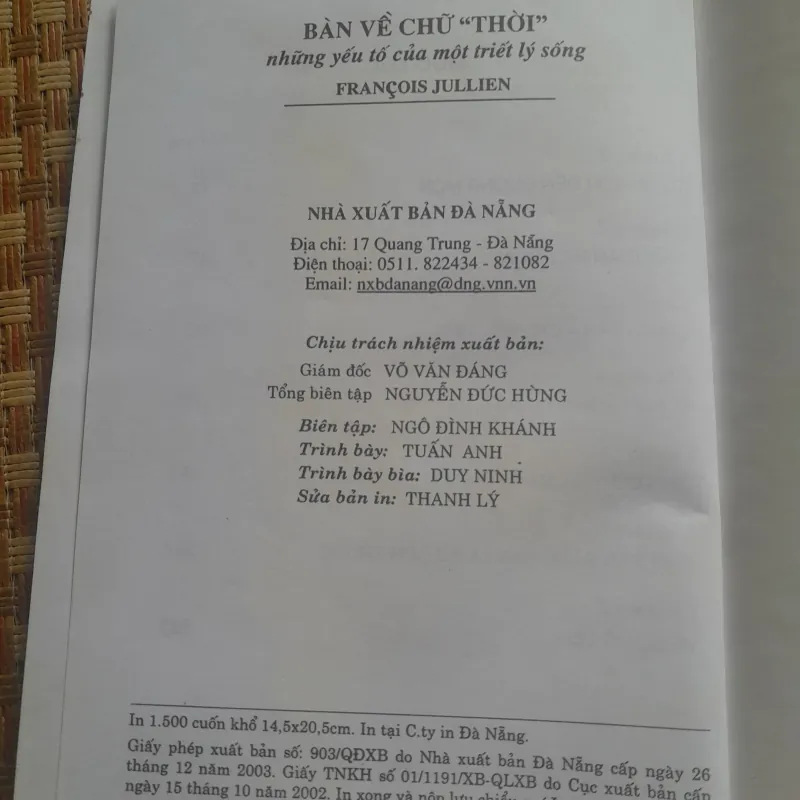 BÀN VỀ CHỮ “THỜI”
những yếu tố của một triết lý sống
FRANÇOIS JULLIEN
NHÀ XUẤT BẢN ĐÀ NẴNG
Địa chỉ: 17 Quang Trung - Đà Nẵng
Điện thoại: 0511. 822434 - 821082
Email: nxbdanang@dng.vnn.vn
Chịu trách nhiệm xuất bản:
Giám đốc VÕ VĂN ĐÁNG
Tổng biên tập NGUYỄN ĐỨC HÙNG
Biên tập: NGÔ ĐÌNH KHÁNH
Trình bày: TUẤN ANH
Trình bày bìa: DUY NINH
Sửa bản in: THANH LÝ
In 1.500 cuốn khổ 14,5x20,5cm. In tại C.ty in Đà Nẵng.
Giấy phép xuất bản số: 903/QĐXB do Nhà xuất bản Đà Nẵng cấp ngày 26
tháng 12 năm 2003. Giấy TNKH số 01/1191/XB-QLXB do Cục xuất bản cấp
ngày 15 tháng 10 năm 2002. In xong và nộp lưu chiểu